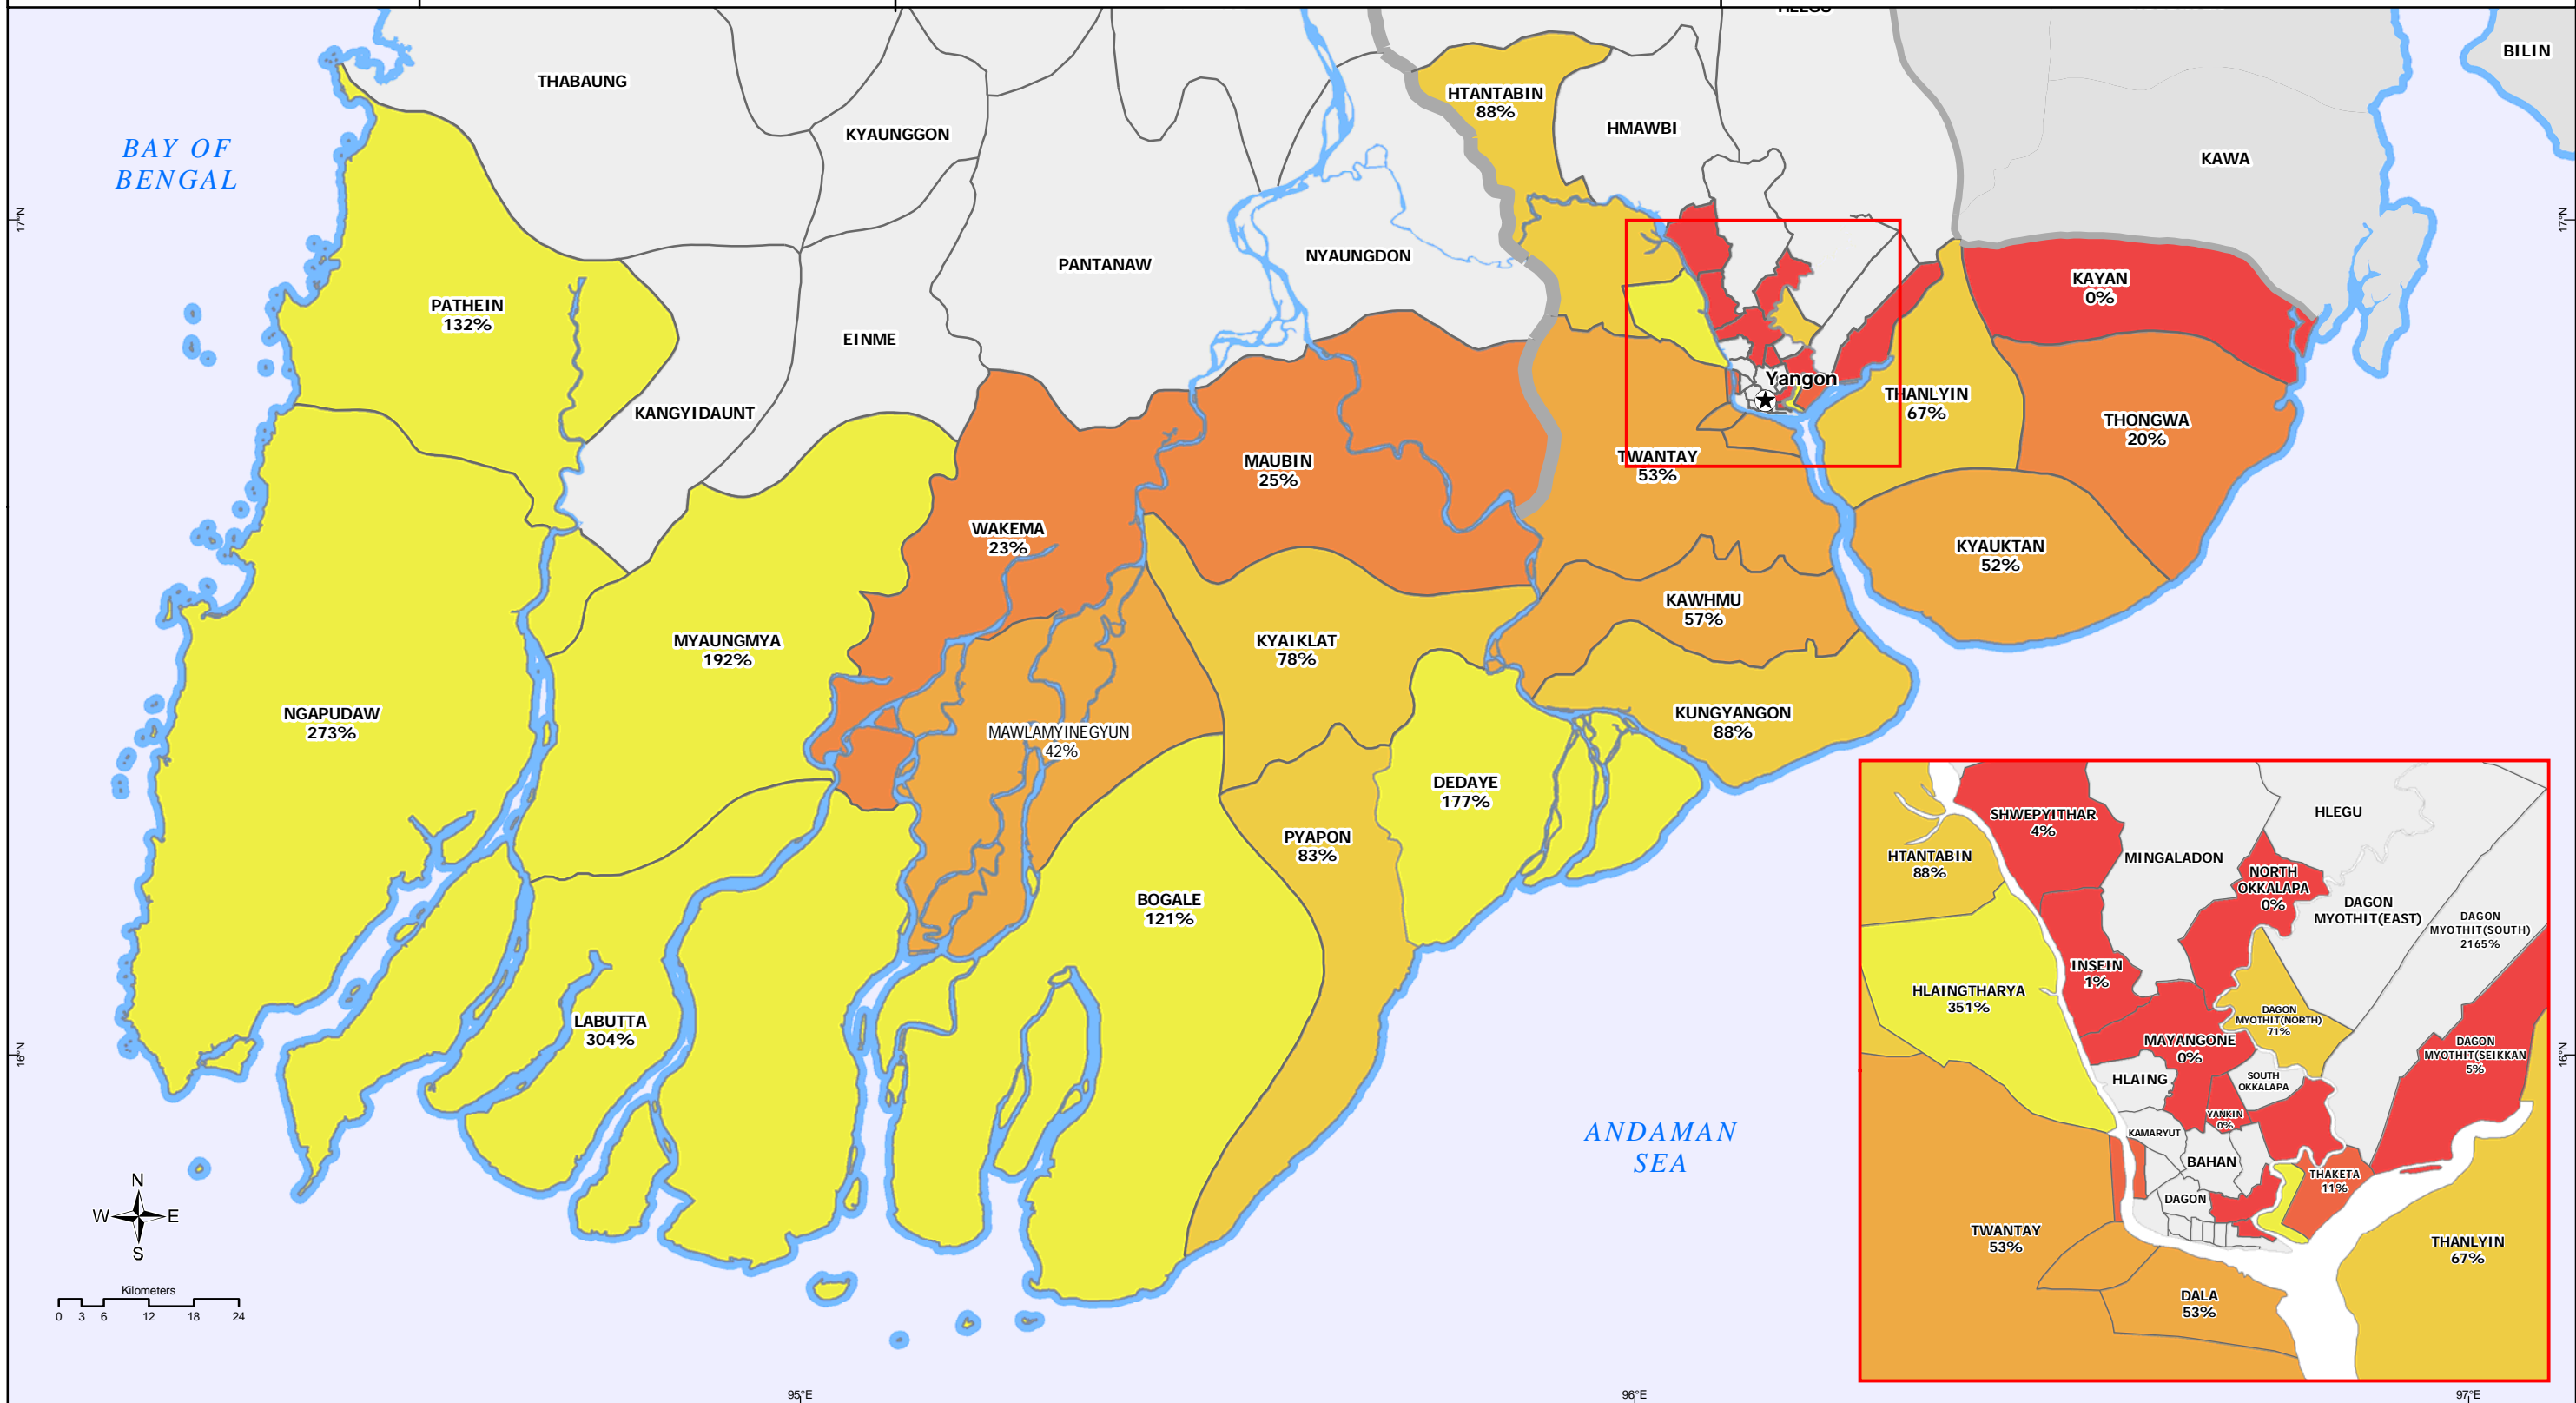 THABAUNG
KYAUNGGON
BAY OF
BENGAL
HTANTABIN
88%
HMAWBI
BILIN
KAWA
17°N
17°N
PANTANAW
NYAUNGDON
PATHEIN
132%
EINME
KANGYIDAUNT
KAYAN
0%
Yangon
THANLYIN
67%
THONGWA
20%
TWANTAY
53%
MAUBIN
25%
WAKEMA
23%
KYAUKTAN
52%
KAWHMU
57%
MYAUNGMYA
192%
KYAIKLAT
78%
NGAPUDAW
273%
MAWLAMYINEGYUN
42%
KUNGYANGON
88%
DEDAYE
177%
PYAPON
83%
BOGALE
121%
LABUTTA
304%
16°N
16°N
ANDAMAN
SEA
SHWEPYITHAR
4%
HLEGU
HTANTABIN
88%
MINGALADON
NORTH
OKKALAPA
0%
DAGON
MYOTHIT(EAST)
DAGON
MYOTHIT(SOUTH)
2165%
INSEIN
1%
HLAINGTHARYA
351%
DAGON
MYOTHIT(NORTH)
71%
MAYANGONE
0%
DAGON
MYOTHIT(SEIKKAN
5%
HLAING
SOUTH
OKKALAPA
YANKIN
0%
KAMARYUT
BAHAN
THAKETA
11%
DAGON
TWANTAY
53%
THANLYIN
67%
DALA
53%
N
W
E
S
Kilometers
0 3 6 12 18 24
95°E
96°E
97°E